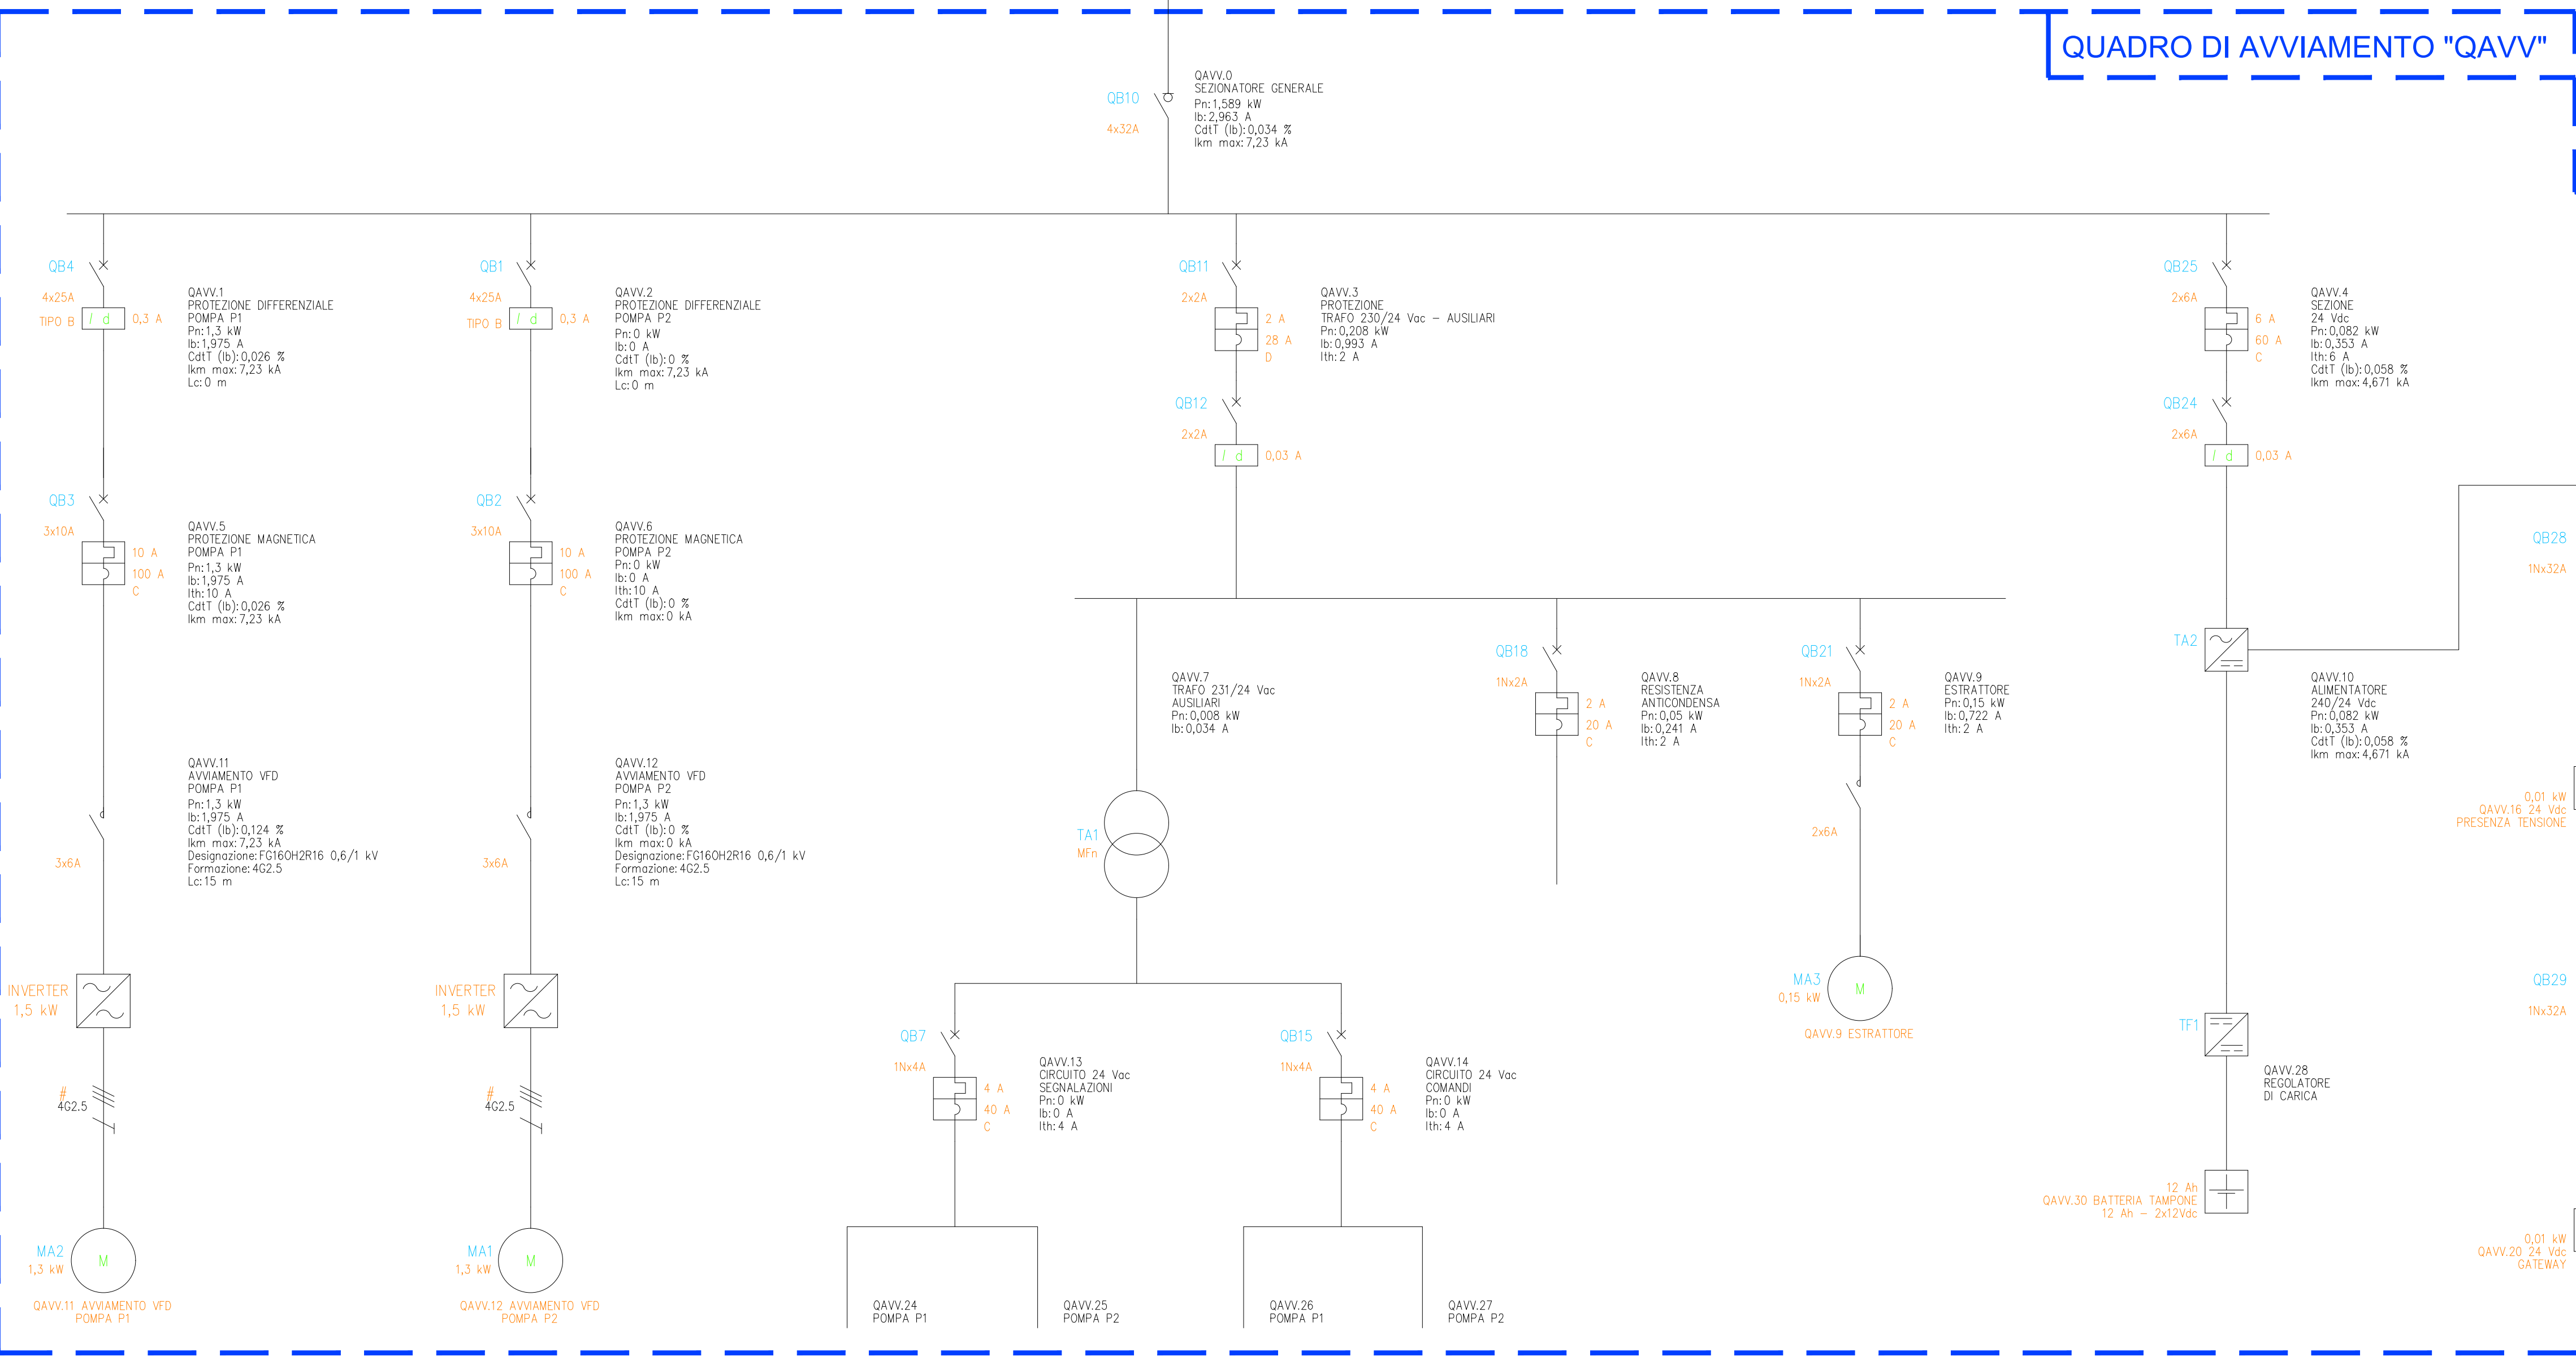 QUADRO DI AVVIAMENTO "QAVV"
QB10
4x32A
QAVV.0
SEZIONATORE GENERALE
Pn:1,589 kW
Ib:2,963 A
CdtT (Ib):0,034 %
Ikm max:7,23 kA
QB4
4x25A
TIPO B
I d
0,3 A
QAVV.1
PROTEZIONE DIFFERENZIALE
POMPA P1
Pn:1,3 kW
Ib:1,975 A
CdtT (Ib):0,026 %
Ikm max:7,23 kA
Lc:0 m
QB1
4x25A
TIPO B
I d
0,3 A
QAVV.2
PROTEZIONE DIFFERENZIALE
POMPA P2
Pn:0 kW
Ib:0 A
CdtT (Ib):0 %
Ikm max:7,23 kA
Lc:0 m
QB11
2x2A
2 A
28 A
D
QAVV.3
PROTEZIONE
TRAFO 230/24 Vac - AUSILIARI
Pn:0,208 kW
Ib:0,993 A
Ith:2 A
QB12
2x2A
I d
0,03 A
QB25
2x6A
6 A
60 A
C
QAVV.4
SEZIONE
24 Vdc
Pn:0,082 kW
Ib:0,353 A
Ith:6 A
CdtT (Ib):0,058 %
Ikm max:4,671 kA
QB24
2x6A
I d
0,03 A
QB3
3x10A
10 A
100 A
C
QAVV.5
PROTEZIONE MAGNETICA
POMPA P1
Pn:1,3 kW
Ib:1,975 A
Ith:10 A
CdtT (Ib):0,026 %
Ikm max:7,23 kA
QB2
3x10A
10 A
100 A
C
QAVV.6
PROTEZIONE MAGNETICA
POMPA P2
Pn:0 kW
Ib:0 A
Ith:10 A
CdtT (Ib):0 %
Ikm max:0 kA
QB28
1Nx32A
QAVV.7
TRAFO 231/24 Vac
AUSILIARI
Pn:0,008 kW
Ib:0,034 A
TA1
MFn
QB18
1Nx2A
2 A
20 A
C
QAVV.8
RESISTENZA
ANTICONDENSA
Pn:0,05 kW
Ib:0,241 A
Ith:2 A
QB21
1Nx2A
2 A
20 A
C
QAVV.9
ESTRATTORE
Pn:0,15 kW
Ib:0,722 A
Ith:2 A
2x6A
TA2
QAVV.10
ALIMENTATORE
240/24 Vdc
Pn:0,082 kW
Ib:0,353 A
CdtT (Ib):0,058 %
Ikm max:4,671 kA
0,01 kW
QAVV.16 24 Vdc
PRESENZA TENSIONE
QAVV.11
AVVIAMENTO VFD
POMPA P1
Pn:1,3 kW
Ib:1,975 A
CdtT (Ib):0,124 %
Ikm max:7,23 kA
Designazione:FG16OH2R16 0,6/1 kV
Formazione:4G2.5
Lc:15 m
3x6A
QAVV.12
AVVIAMENTO VFD
POMPA P2
Pn:1,3 kW
Ib:1,975 A
CdtT (Ib):0 %
Ikm max:0 kA
Designazione:FG16OH2R16 0,6/1 kV
Formazione:4G2.5
Lc:15 m
3x6A
INVERTER
1,5 kW
INVERTER
1,5 kW
MA3
0,15 kW
M
QAVV.9 ESTRATTORE
QB29
1Nx32A
TF1
QAVV.28
REGOLATORE
DI CARICA
QB7
1Nx4A
4 A
40 A
C
QAVV.13
CIRCUITO 24 Vac
SEGNALAZIONI
Pn:0 kW
Ib:0 A
Ith:4 A
QB15
1Nx4A
4 A
40 A
C
QAVV.14
CIRCUITO 24 Vac
COMANDI
Pn:0 kW
Ib:0 A
Ith:4 A
#
4G2.5
#
4G2.5
12 Ah
QAVV.30 BATTERIA TAMPONE
12 Ah - 2x12Vdc
0,01 kW
QAVV.20 24 Vdc
GATEWAY
MA2
1,3 kW
M
QAVV.11 AVVIAMENTO VFD
POMPA P1
MA1
1,3 kW
M
QAVV.12 AVVIAMENTO VFD
POMPA P2
QAVV.24
POMPA P1
QAVV.25
POMPA P2
QAVV.26
POMPA P1
QAVV.27
POMPA P2